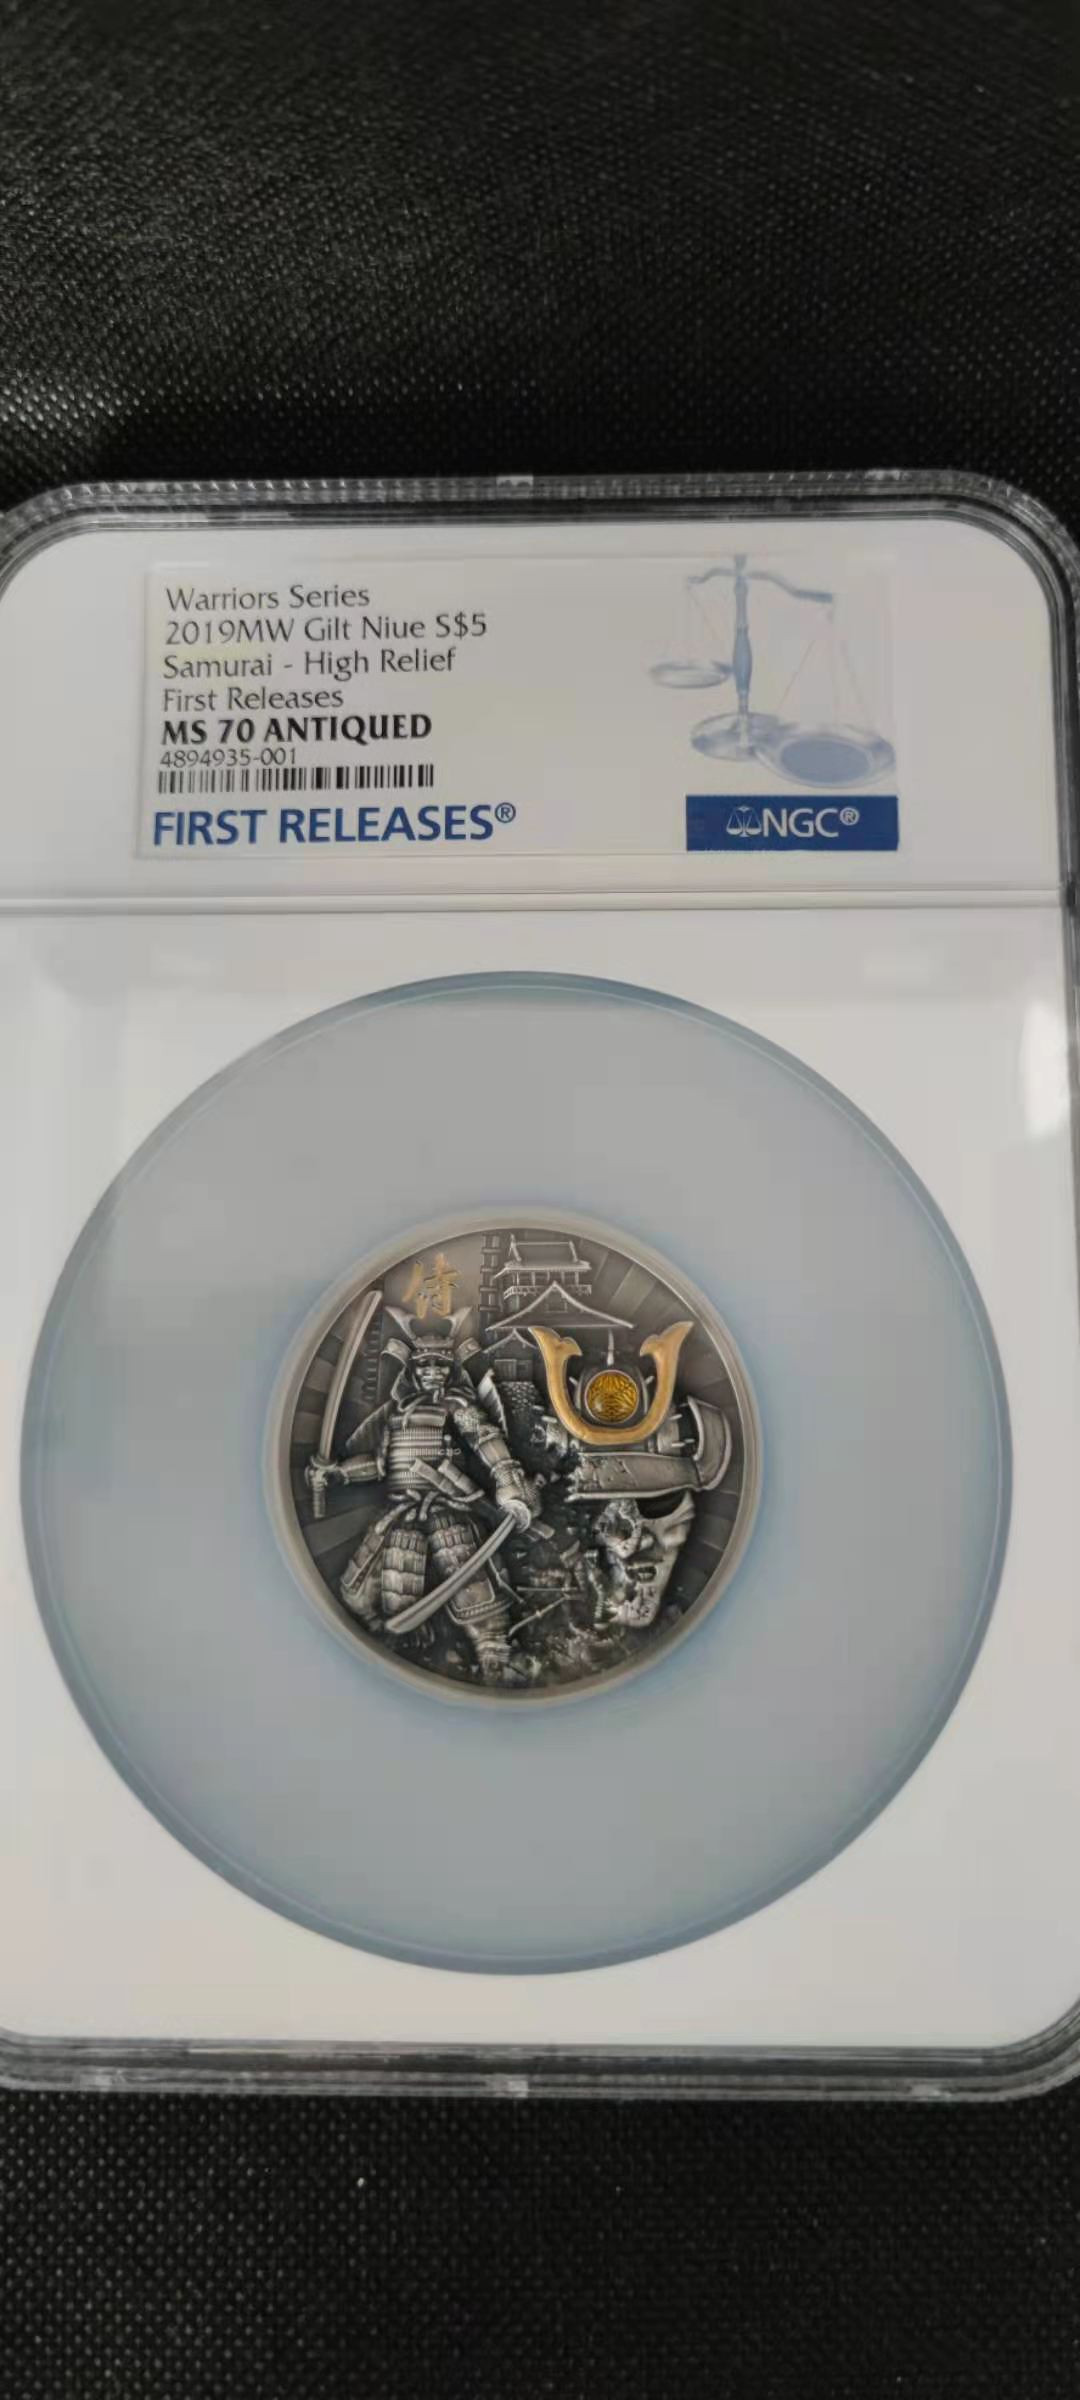 Warriors Series
2019MW Gilt Niue S$5
Samurai - High Relief
First Releases
MS 70 ANTIQUED
4894935-001
FIRST RELEASES®
NGC®
侍